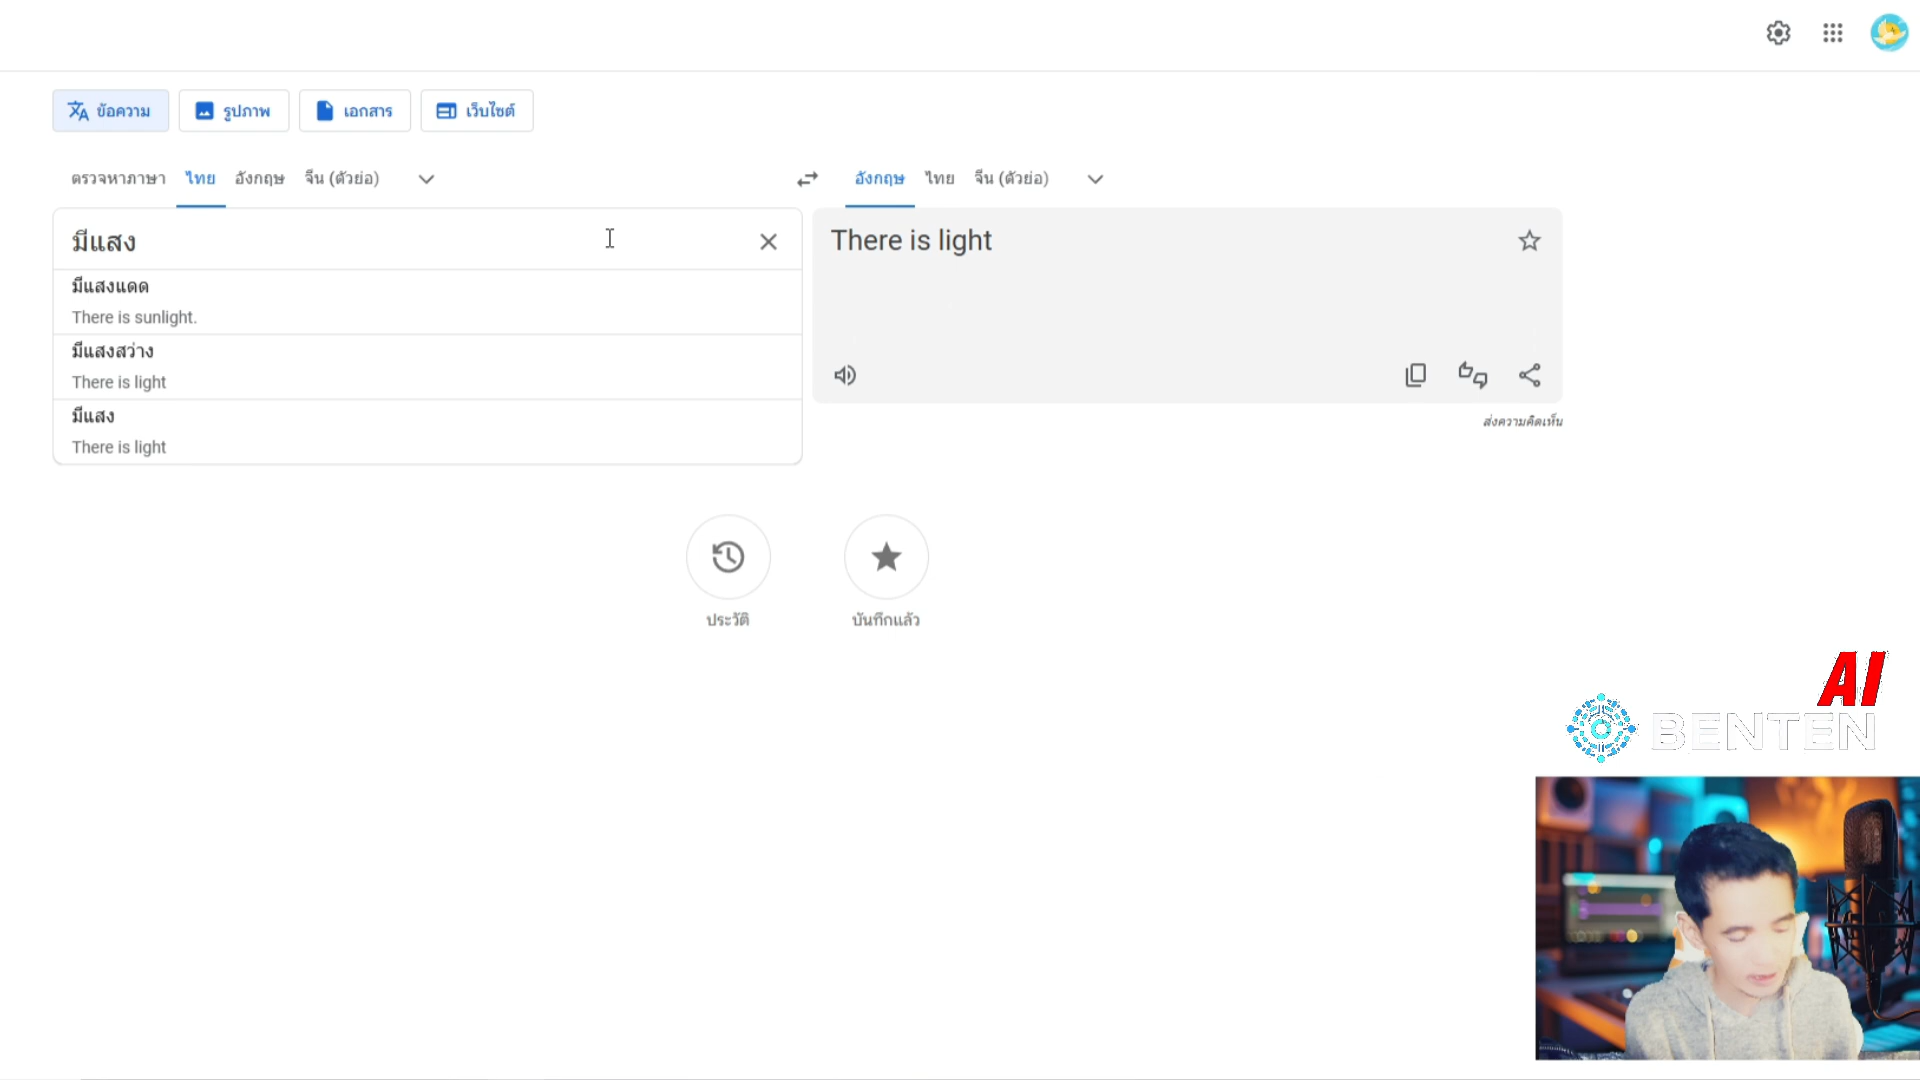 ข้อความ
รูปภาพ
เอกสาร
เว็บไซต์
ตรวจหาภาษา ไทย อังกฤษ จีน (ตัวย่อ)
อังกฤษ ไทย จีน (ตัวย่อ)
มีแสง
There is light
มีแสงแดด
There is sunlight.
มีแสงสว่าง
There is light
มีแสง
There is light
ส่งความคิดเห็น
ประวัติ
บันทึกแล้ว
AI
BENTEN